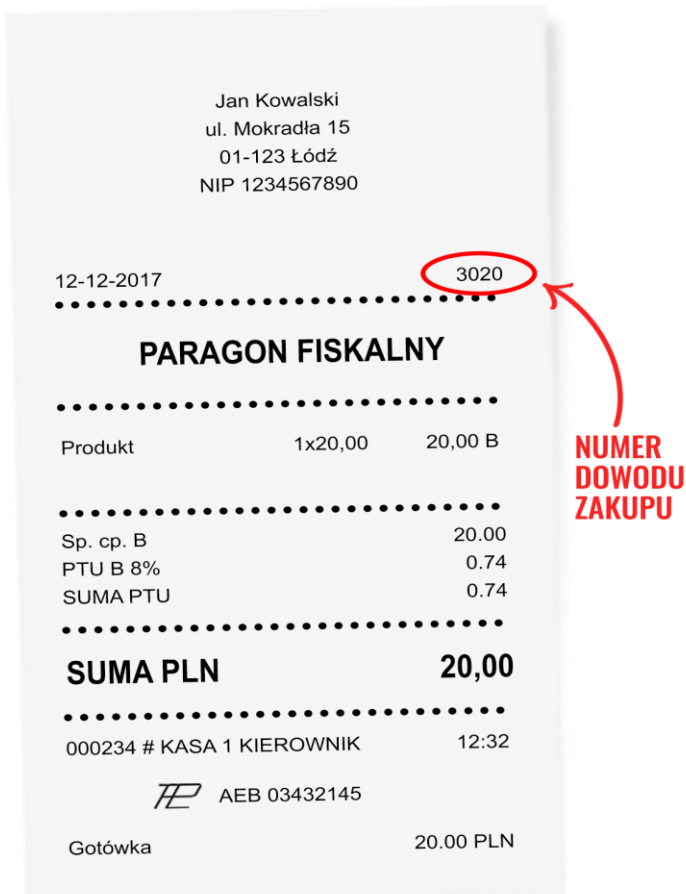 Jan Kowalski
ul. Mokradła 15
01-123 Łódź
NIP 1234567890
12-12-2017 3020
PARAGON FISKALNY
Produkt 1x20,00 20,00 B
Sp. cp. B 20.00
PTU B 8% 0.74
SUMA PTU 0.74
SUMA PLN 20,00
000234 # KASA 1 KIEROWNIK 12:32
AEB 03432145
Gotówka 20.00 PLN
NUMER
DOWODU
ZAKUPU